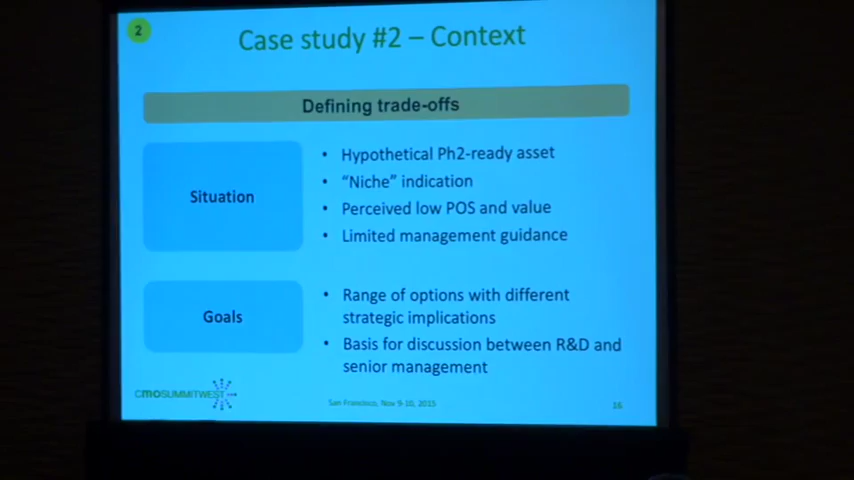 2
Case study #2 – Context
Defining trade-offs
Situation
• Hypothetical Ph2-ready asset
• “Niche” indication
• Perceived low POS and value
• Limited management guidance
Goals
• Range of options with different
strategic implications
• Basis for discussion between R&D and
senior management
CMOSUMMITWEST
San Francisco, Nov 9-10, 2015
16